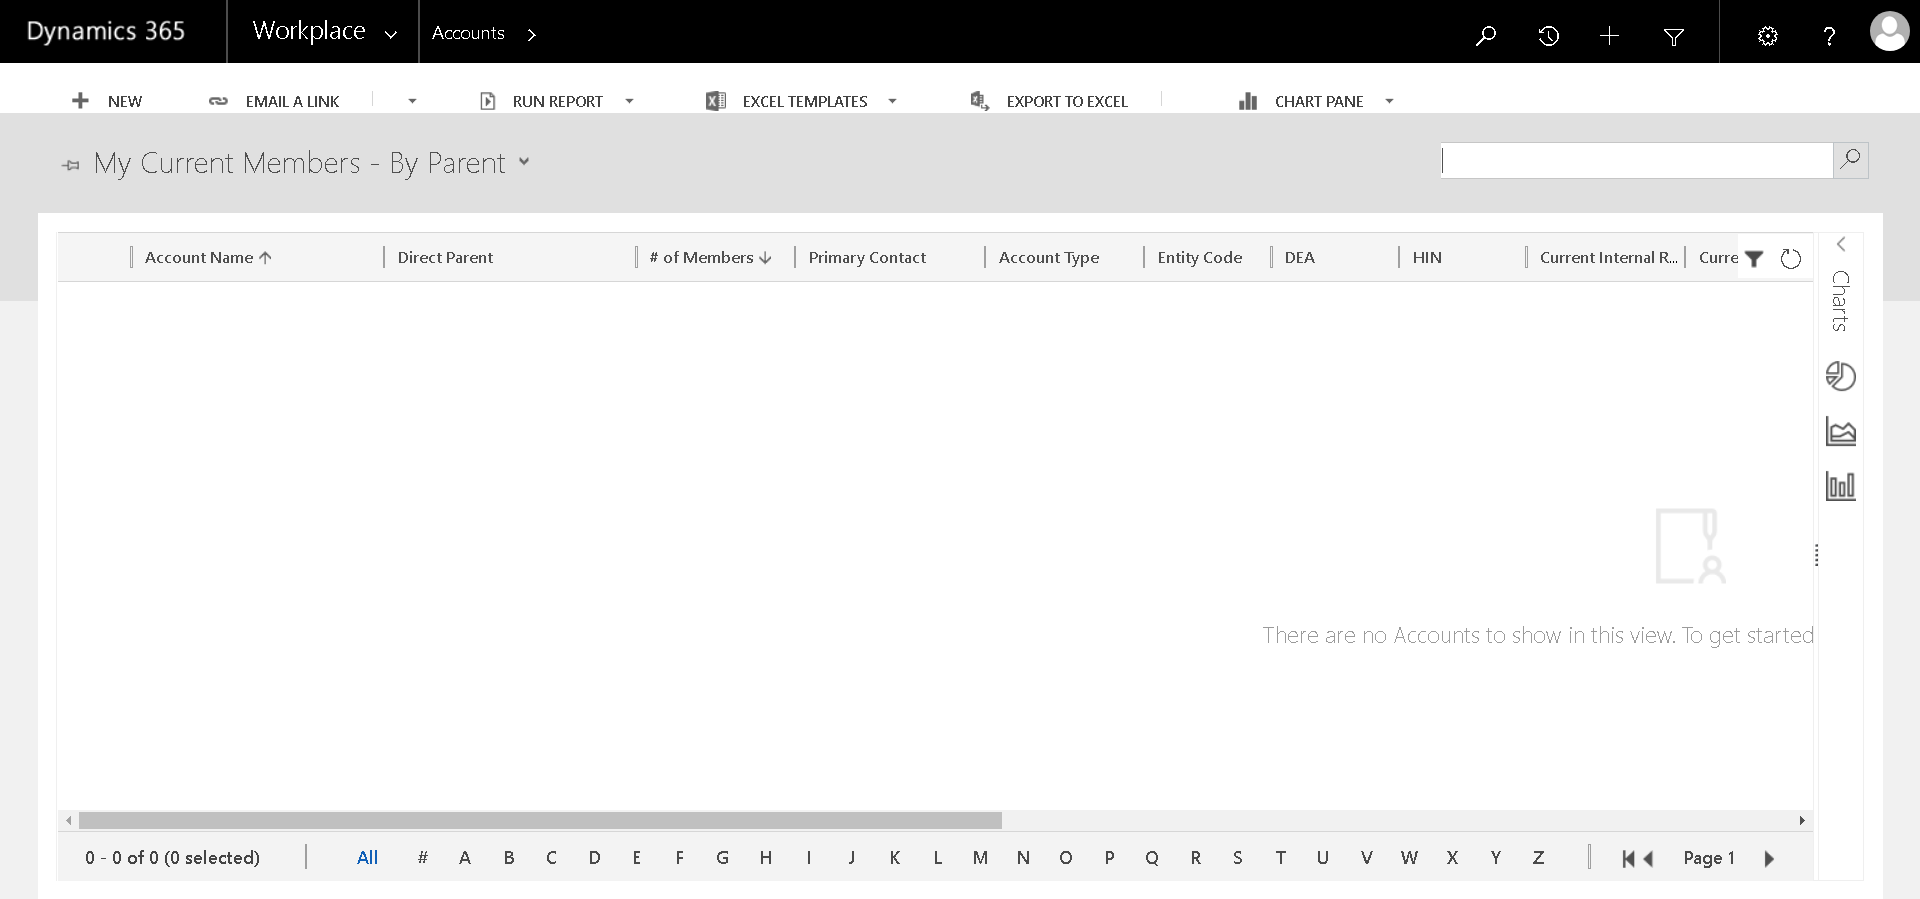 Dynamics 365
Workplace
Accounts
?
NEW
EMAIL A LINK
RUN REPORT
EXCEL TEMPLATES
EXPORT TO EXCEL
CHART PANE
My Current Members - By Parent
Account Name
Direct Parent
# of Members
Primary Contact
Account Type
Entity Code
DEA
HIN
Current Internal R...
Curre
Charts
There are no Accounts to show in this view. To get started
0 - 0 of 0 (0 selected)
All # A B C D E F G H I J K L M N O P Q R S T U V W X Y Z
Page 1